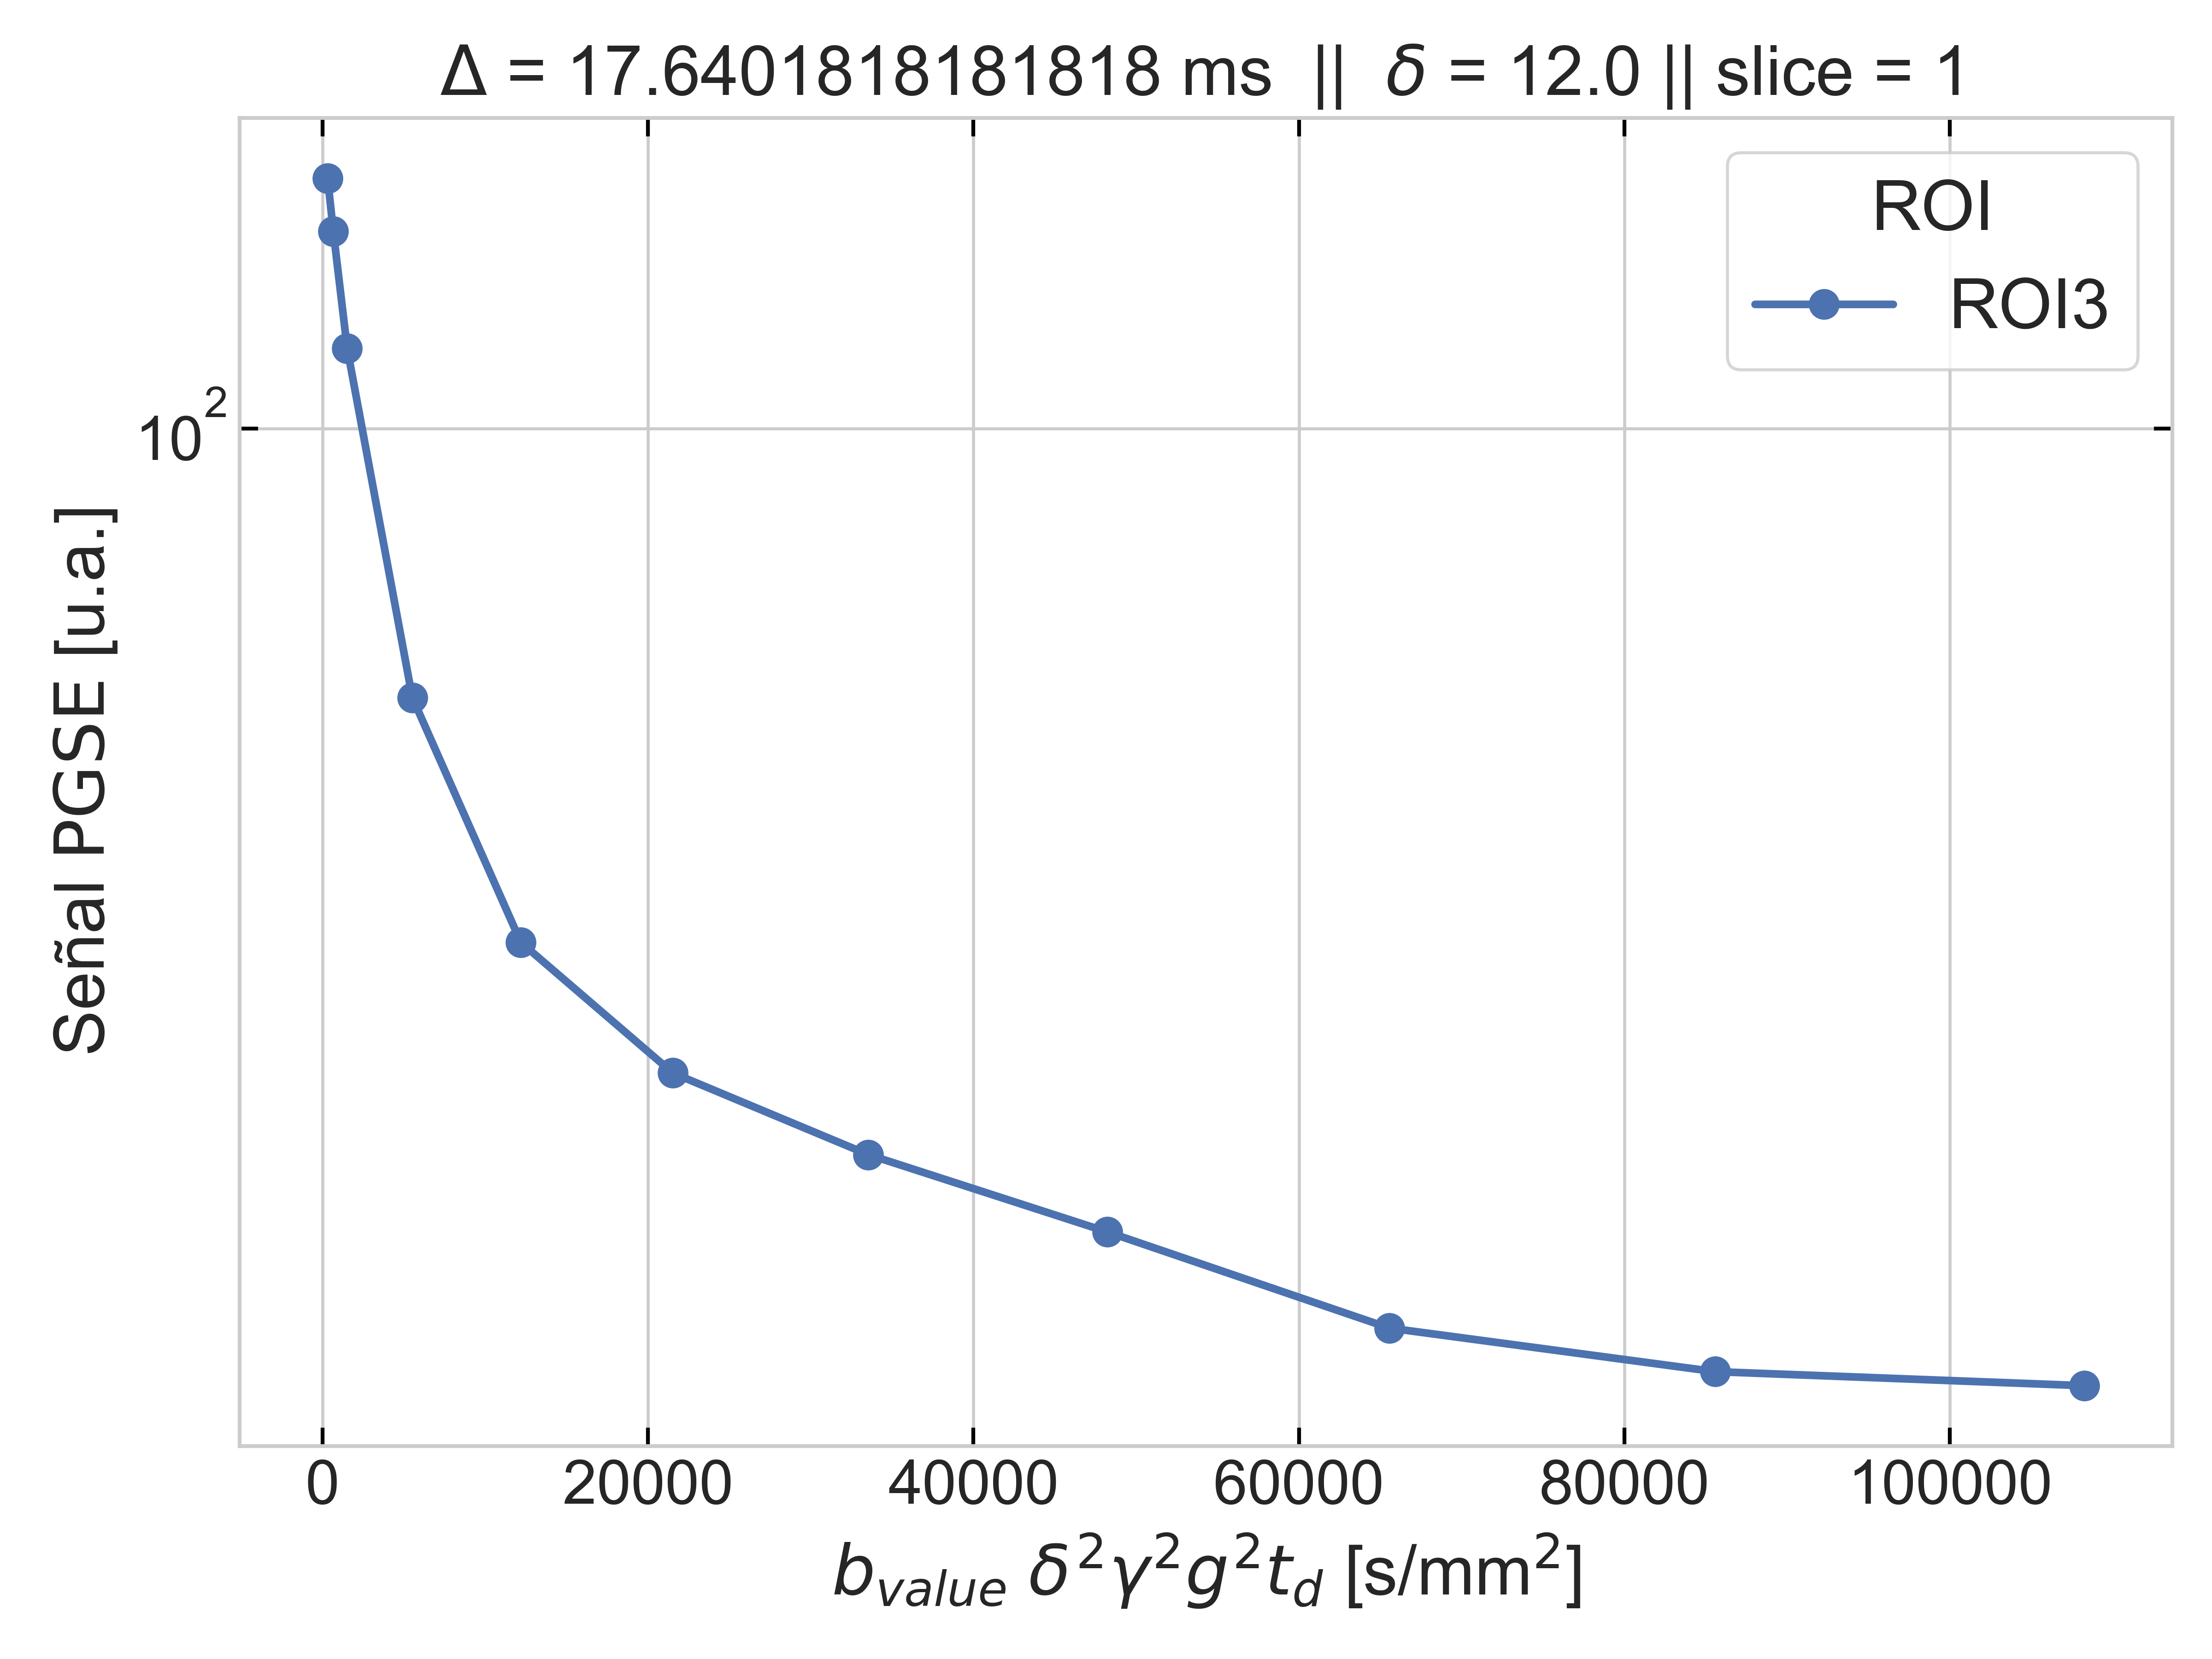 Δ = 17.64018181818181818 ms || δ = 12.0 || slice = 1
ROI
ROI3
10²
Señal PGSE [u.a.]
0 20000 40000 60000 80000 100000
b_value δ²γ²g²t_d [s/mm²]